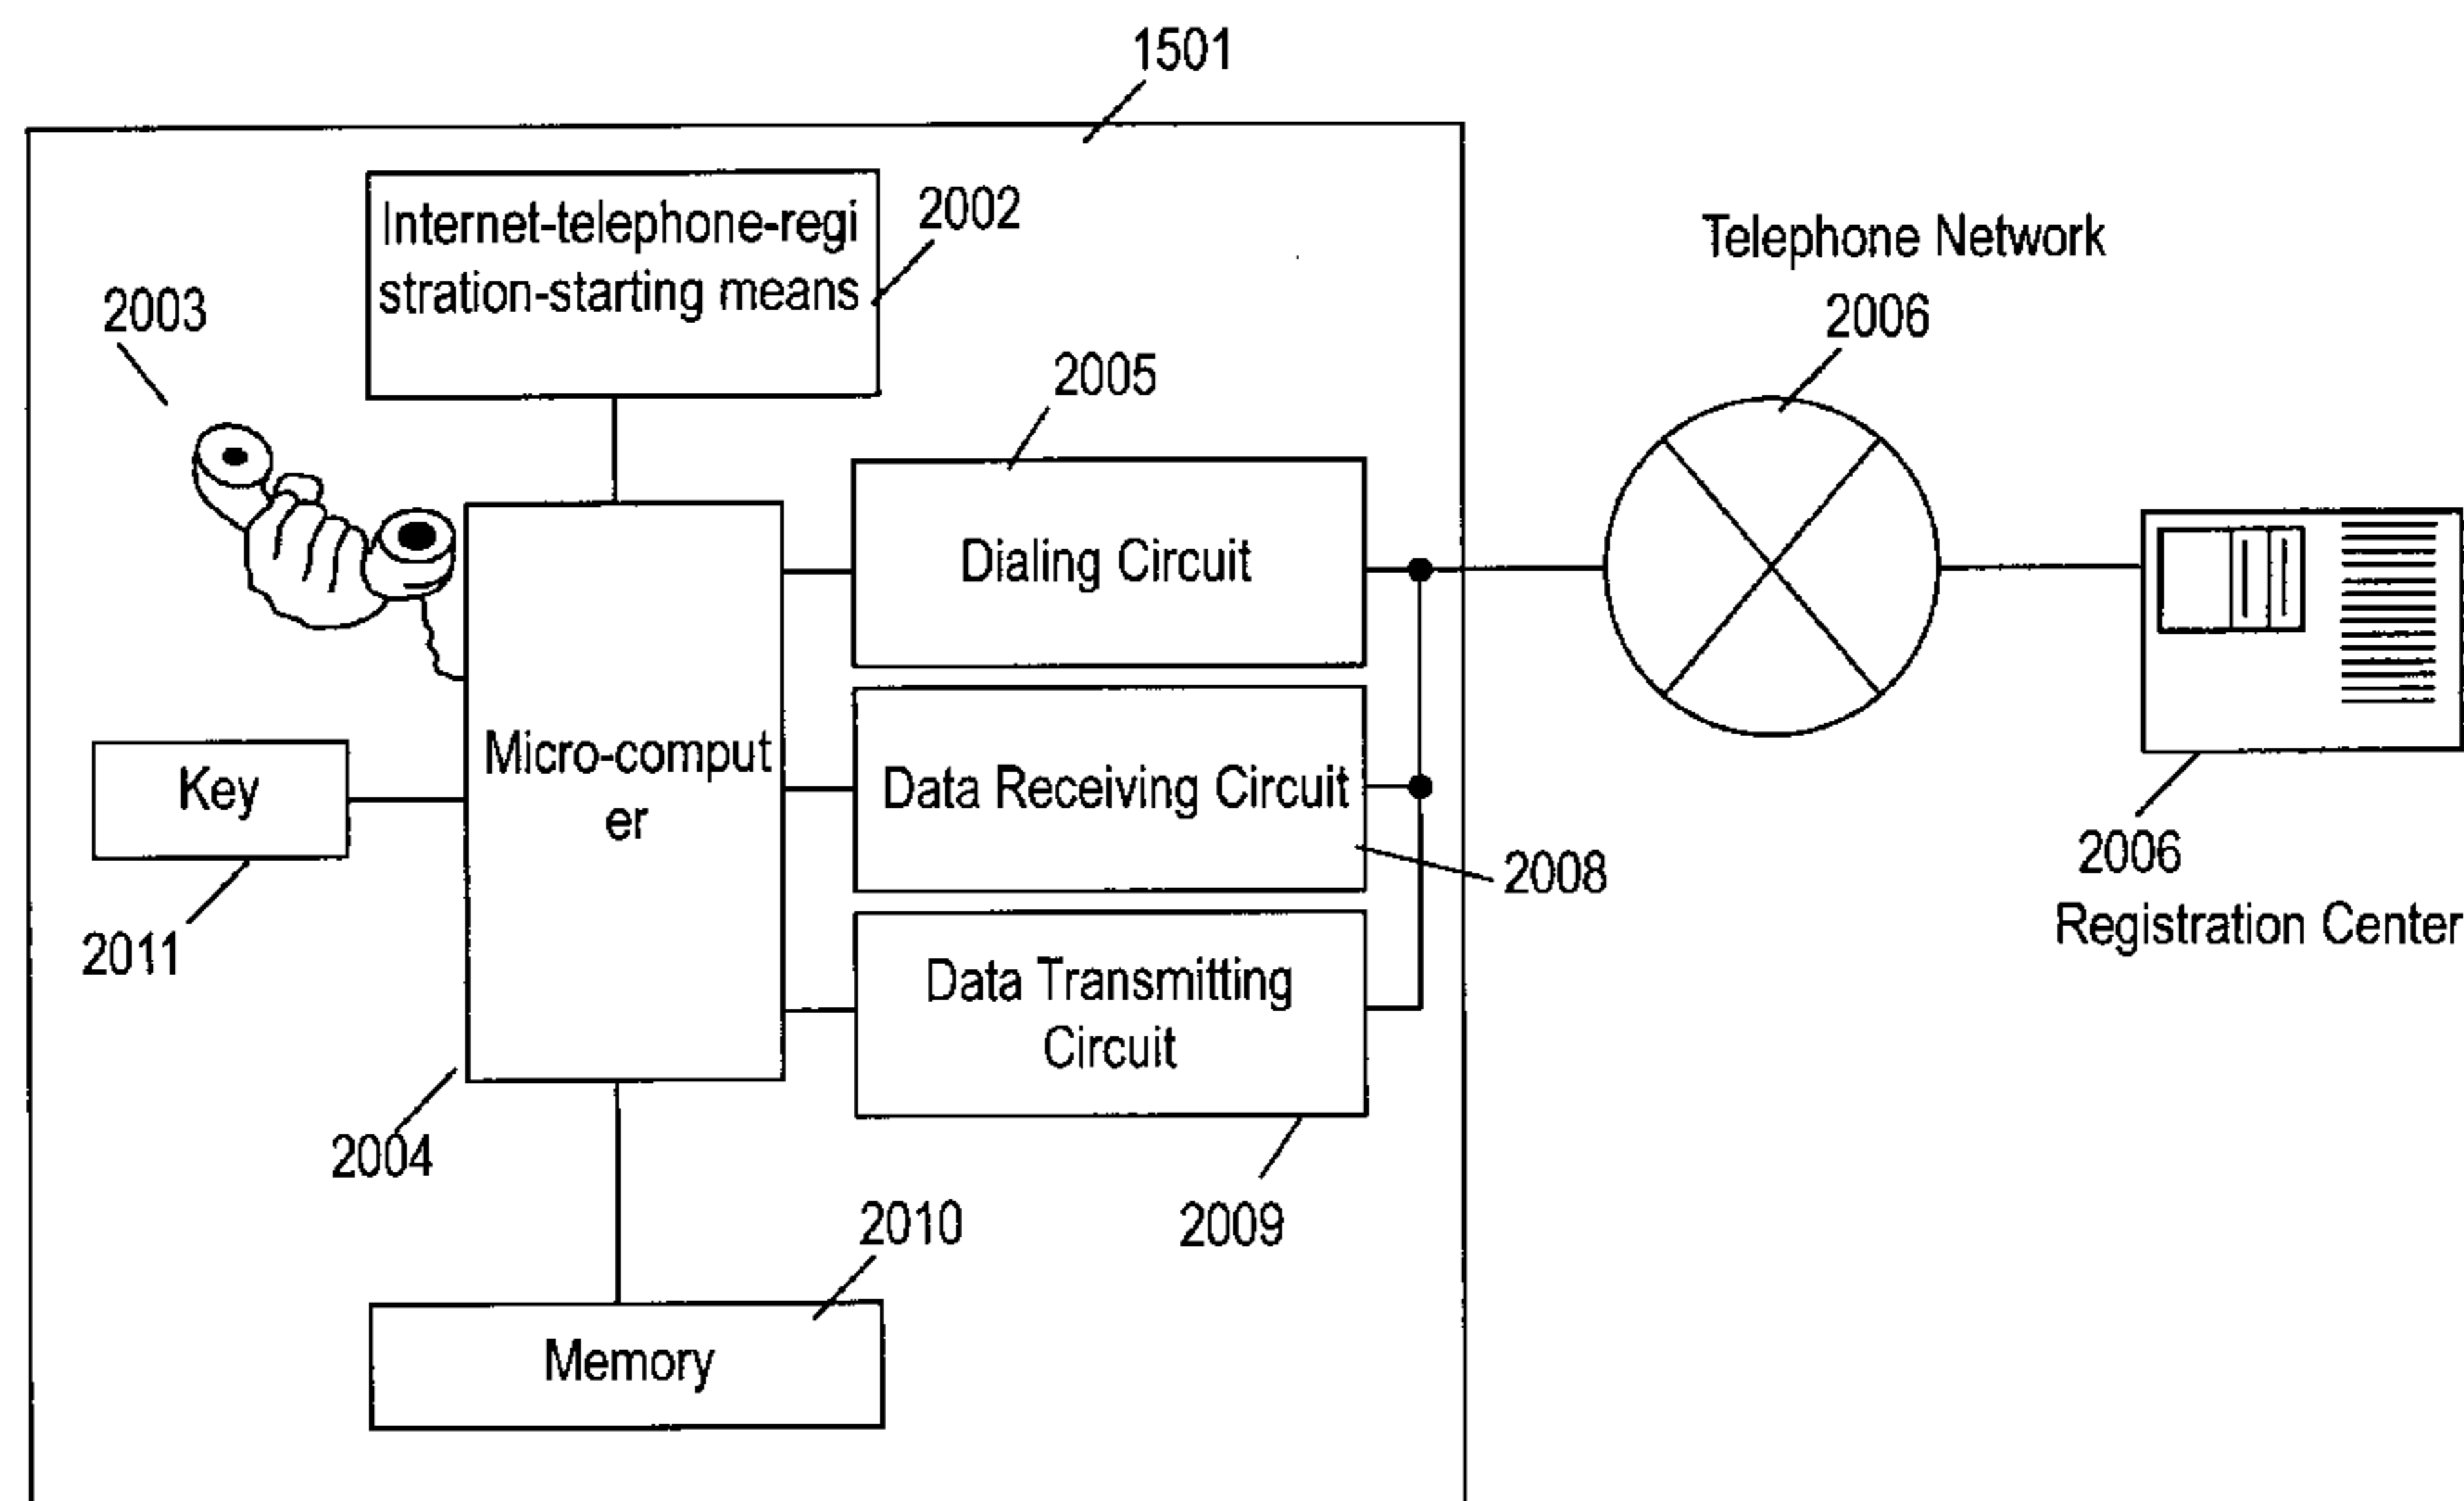 1501
Internet-telephone-regi
stration-starting means
2002
Telephone Network
2006
2003
2005
Dialing Circuit
Micro-comput
er
Key
Data Receiving Circuit
2008
2006
Registration Center
2011
Data Transmitting
Circuit
2004
2009
2010
Memory